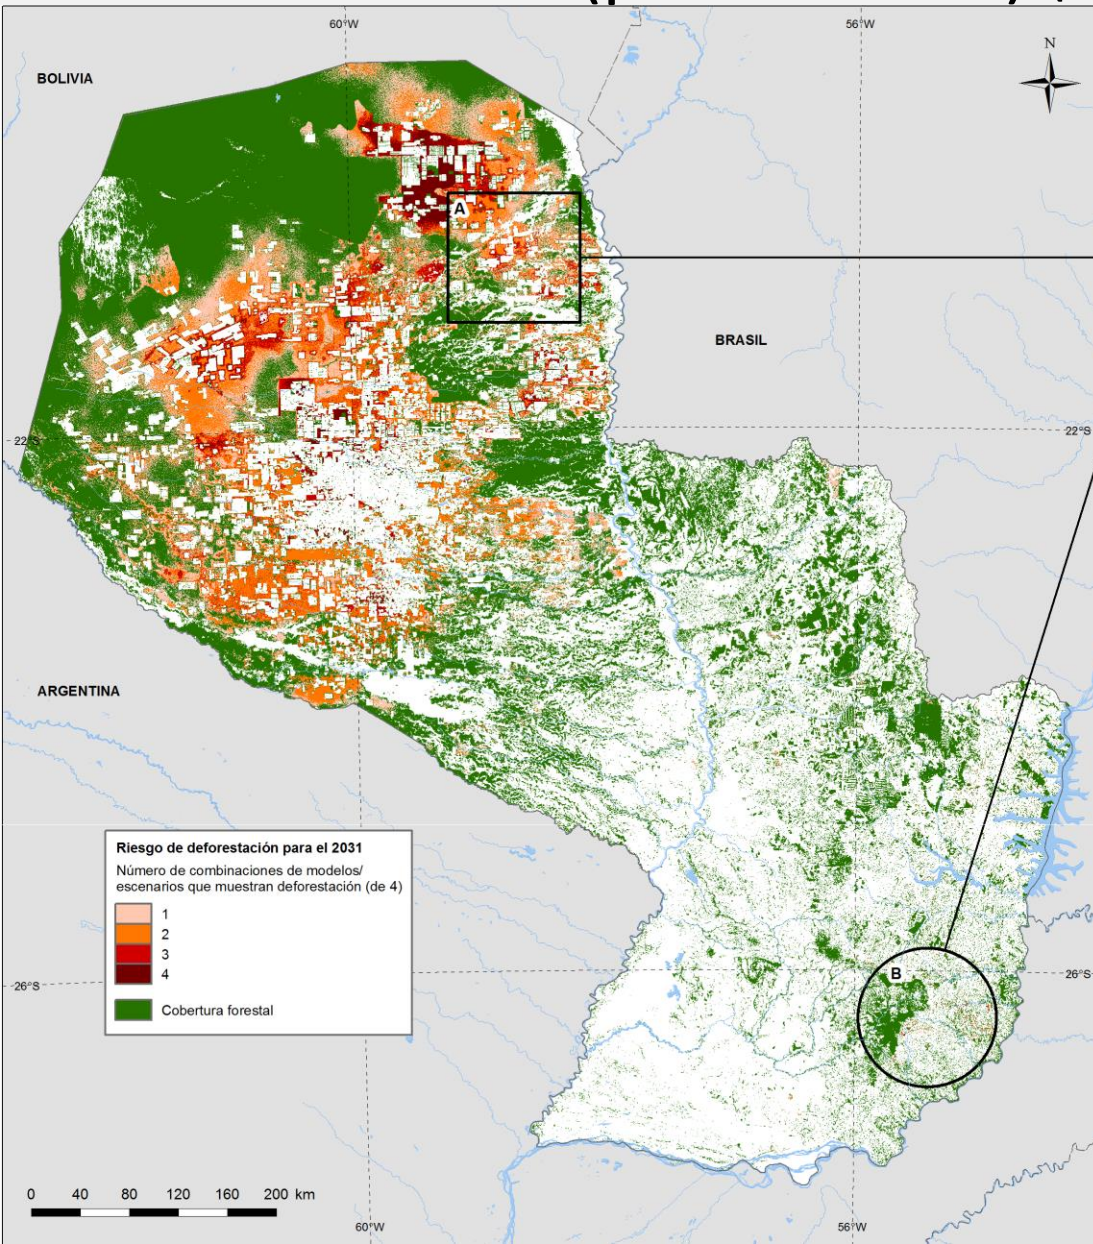 60°W
56°W
N
BOLIVIA
A
BRASIL
22°S
22°S
ARGENTINA
Riesgo de deforestación para el 2031
Número de combinaciones de modelos/
escenarios que muestran deforestación (de 4)
1
2
3
4
Cobertura forestal
B
26°S
26°S
0 40 80 120 160 200 km
60°W
56°W